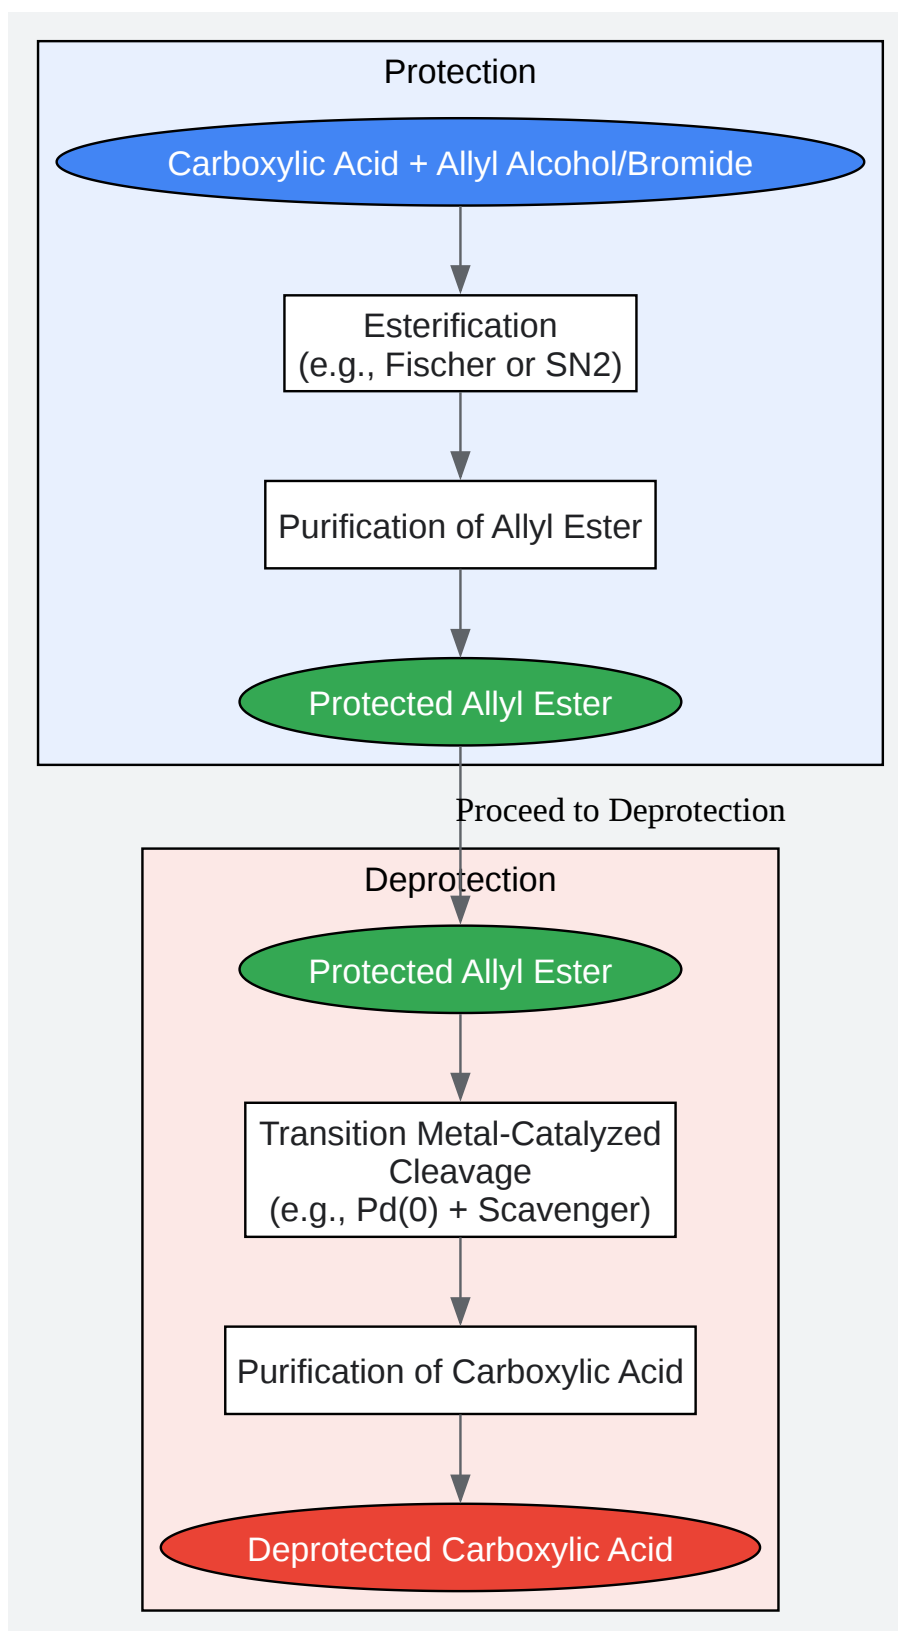 Protection
Carboxylic Acid + Allyl Alcohol/Bromide
Esterification
(e.g., Fischer or SN2)
Purification of Allyl Ester
Protected Allyl Ester
Proceed to Deprotection
Deprotection
Protected Allyl Ester
Transition Metal-Catalyzed
Cleavage
(e.g., Pd(0) + Scavenger)
Purification of Carboxylic Acid
Deprotected Carboxylic Acid